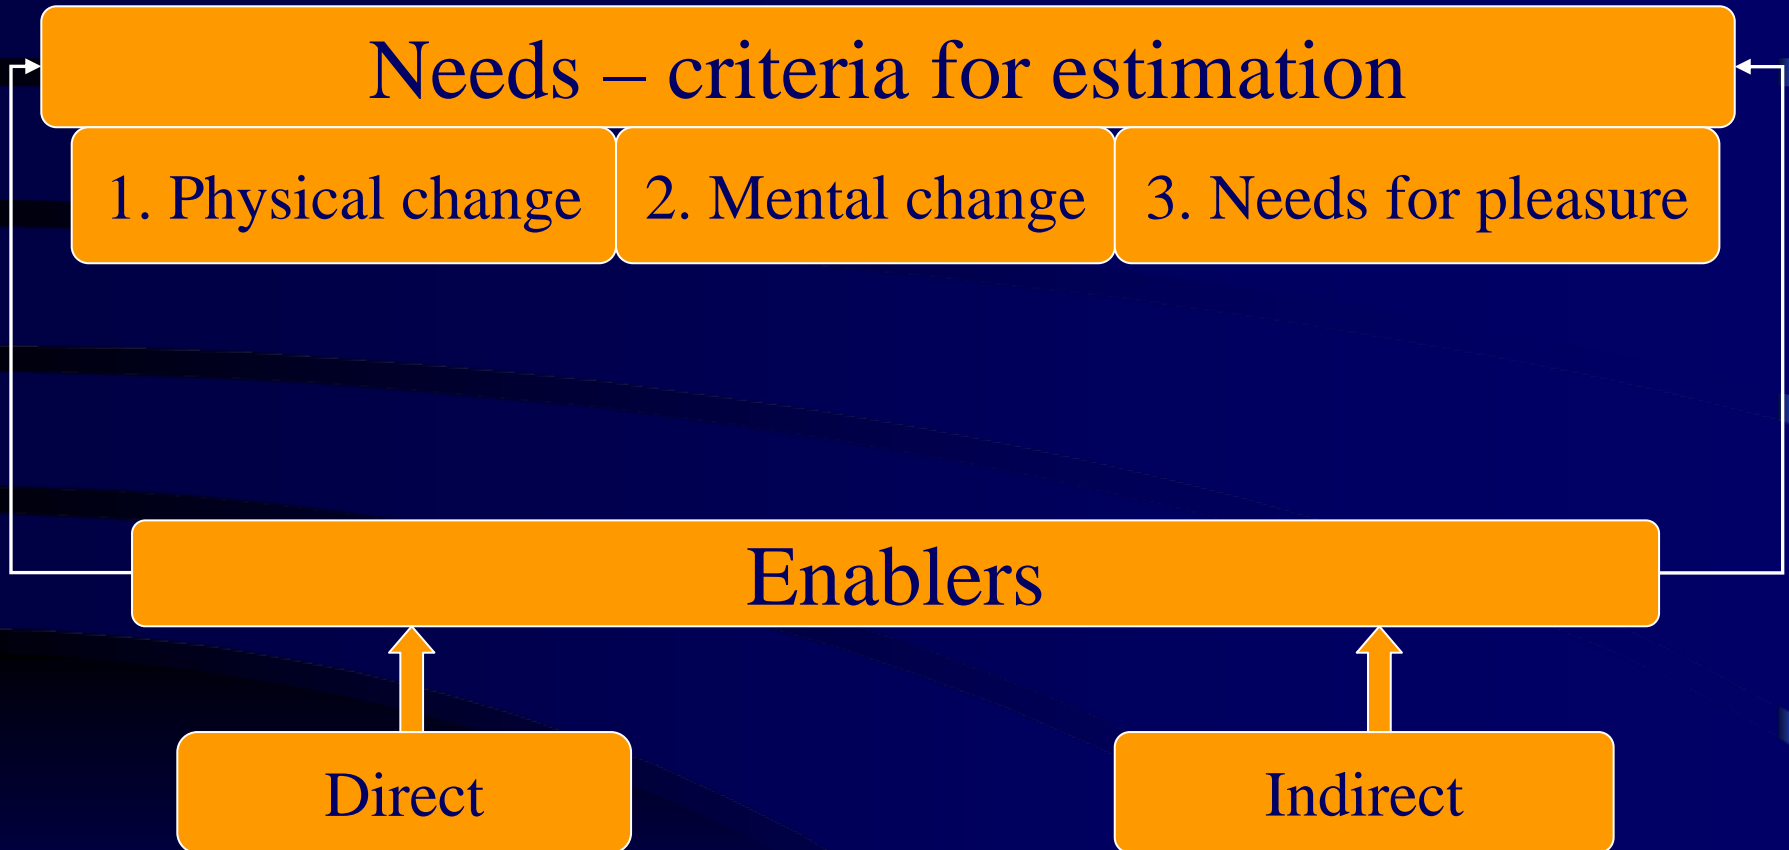 Needs – criteria for estimation
1. Physical change
2. Mental change
3. Needs for pleasure
Enablers
Direct
Indirect